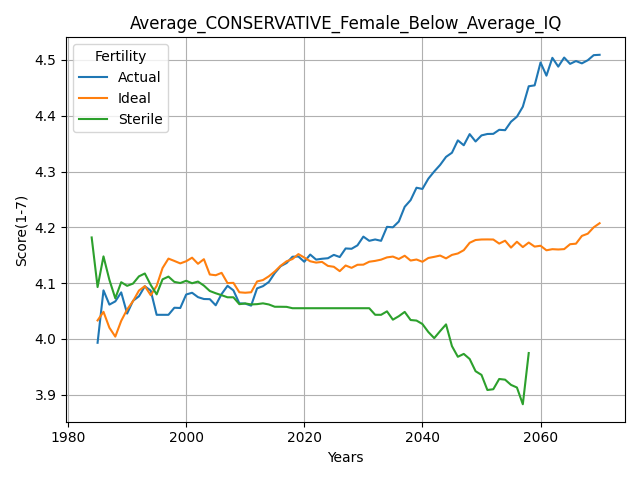 Average_CONSERVATIVE_Female_Below_Average_IQ
Fertility
Actual
Ideal
Sterile
Score(1-7)
4.5
4.4
4.3
4.2
4.1
4.0
3.9
1980 2000 2020 2040 2060
Years